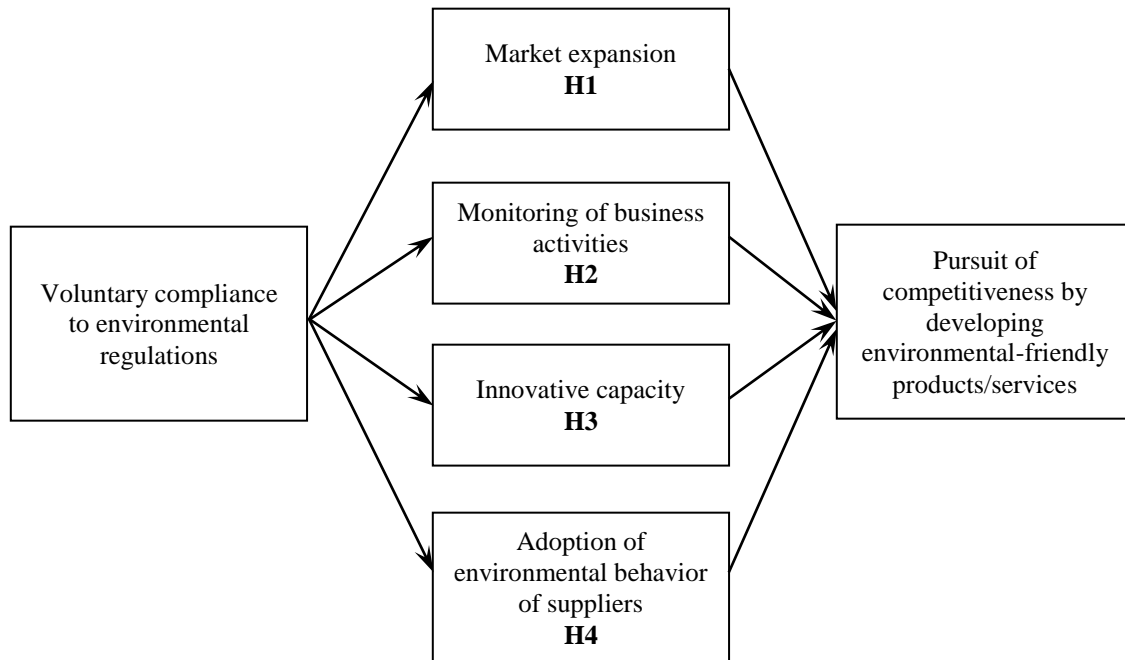 Market expansion
H1
Monitoring of business
activities
H2
Voluntary compliance
to environmental
regulations
Pursuit of
competitiveness by
developing
environmental-friendly
products/services
Innovative capacity
H3
Adoption of
environmental behavior
of suppliers
H4